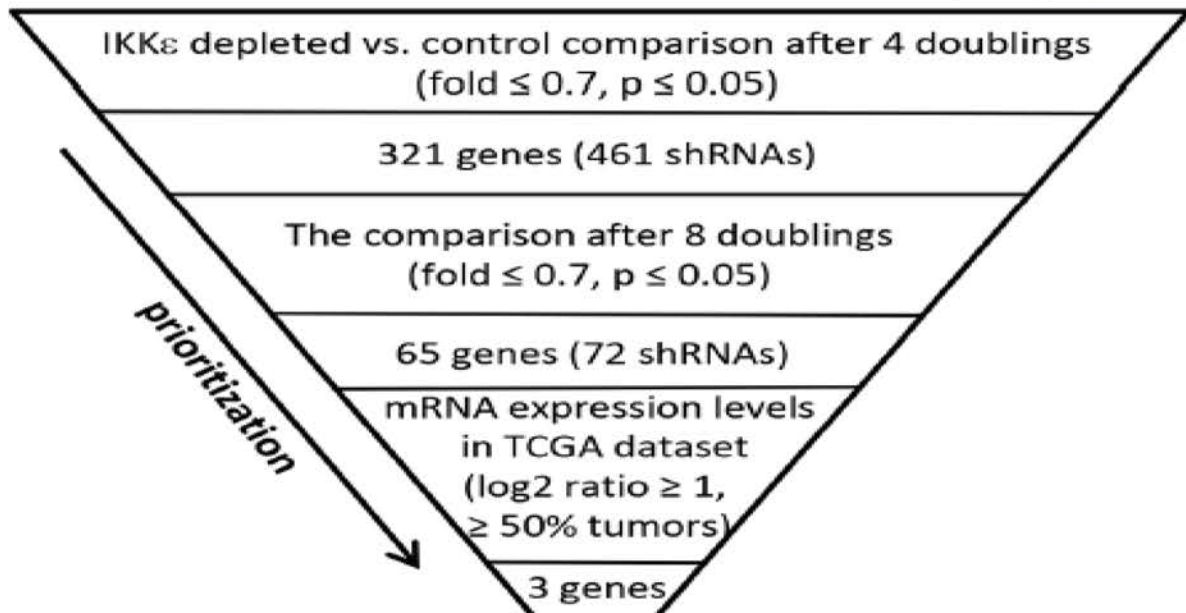 IKKε depleted vs. control comparison after 4 doublings
(fold ≤ 0.7, p ≤ 0.05)
321 genes (461 shRNAs)
The comparison after 8 doublings
(fold ≤ 0.7, p ≤ 0.05)
65 genes (72 shRNAs)
mRNA expression levels
in TCGA dataset
(log2 ratio ≥ 1,
≥ 50% tumors)
3 genes
prioritization